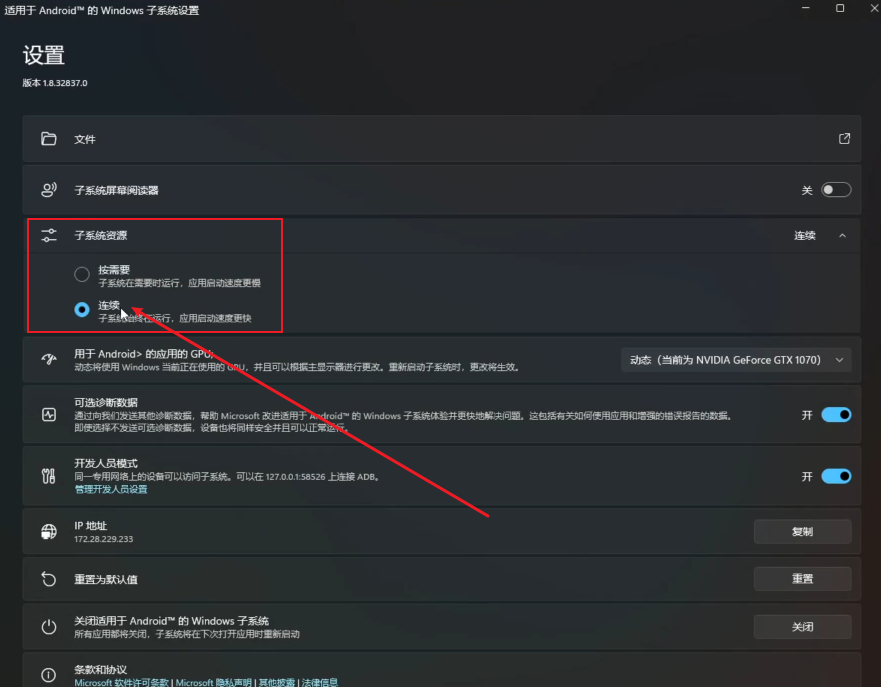 适用于 Android™ 的 Windows 子系统设置
设置
版本 1.8.32837.0
文件
子系统屏幕阅读器
关
子系统资源
连续
按需要
子系统在需要时运行，应用启动速度更慢
连续
子系统始终在运行，应用启动速度更快
用于 Android> 的应用的 GPU;
动态将使用 Windows 当前正在使用的 GPU，并且可以根据主显示器进行更改。重新启动子系统时，更改将生效。
动态（当前为 NVIDIA GeForce GTX 1070）
可选诊断数据
通过向我们发送其他诊断数据，帮助 Microsoft 改进适用于 Android™ 的 Windows 子系统体验并更快地解决问题。这包括有关如何使用应用和增强的错误报告的数据。
即使选择不发送可选诊断数据，设备也将同样安全并且可以正常运行。
开
开发人员模式
同一专用网络上的设备可以访问子系统。可以在 127.0.0.1:58526 上连接 ADB。
管理开发人员设置
开
IP 地址
172.28.229.233
复制
重置为默认值
重置
关闭适用于 Android™ 的 Windows 子系统
所有应用都将关闭，子系统将在下次打开应用时重新启动
关闭
条款和协议
Microsoft 软件许可条款 | Microsoft 隐私声明 | 其他披露 | 法律信息